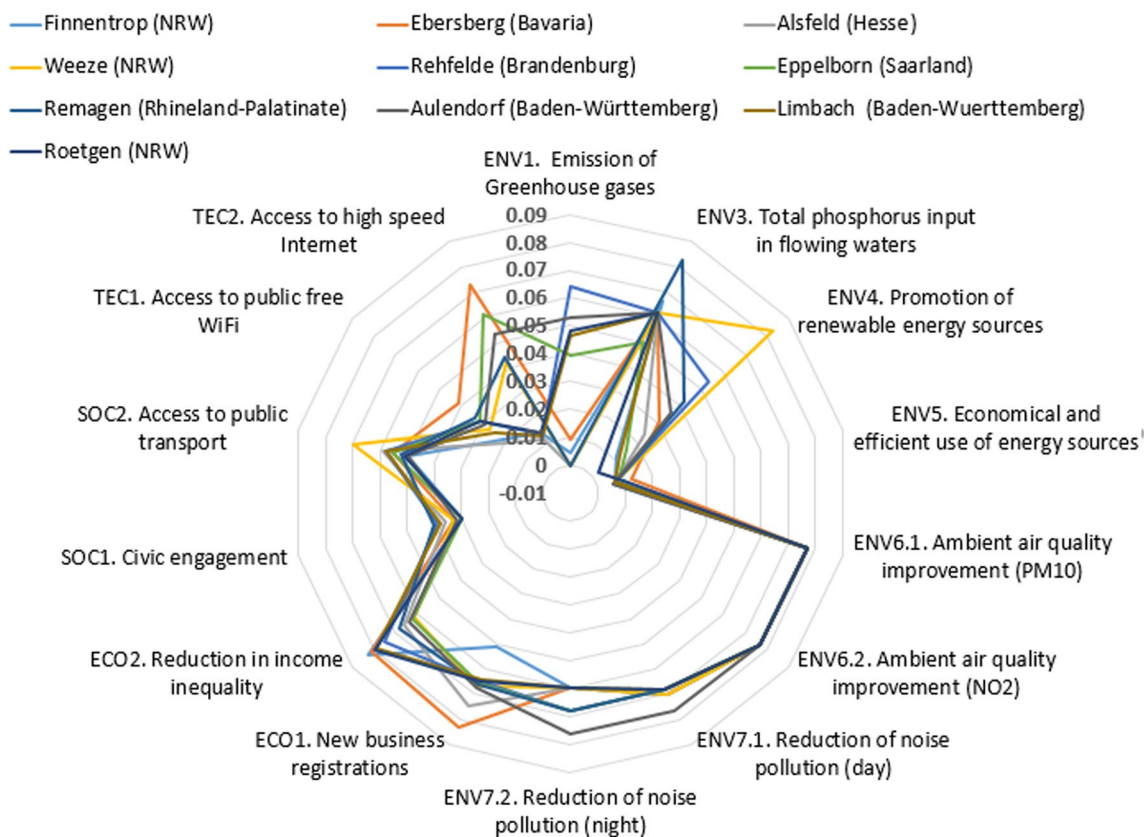 Finnentrop (NRW)
Ebersberg (Bavaria)
Alsfeld (Hesse)
Weeze (NRW)
Rehfelde (Brandenburg)
Eppelborn (Saarland)
Remagen (Rhineland-Palatinate)
Aulendorf (Baden-Württemberg)
Limbach (Baden-Wuerttemberg)
Roetgen (NRW)
ENV1. Emission of
Greenhouse gases
ENV3. Total phosphorus input
in flowing waters
ENV4. Promotion of
renewable energy sources
ENV5. Economical and
efficient use of energy sources
ENV6.1. Ambient air quality
improvement (PM10)
ENV6.2. Ambient air quality
improvement (NO2)
ENV7.1. Reduction of noise
pollution (day)
ENV7.2. Reduction of noise
pollution (night)
ECO1. New business
registrations
ECO2. Reduction in income
inequality
SOC1. Civic engagement
SOC2. Access to public
transport
TEC1. Access to public free
WiFi
TEC2. Access to high speed
Internet
0.09
0.08
0.07
0.06
0.05
0.04
0.03
0.02
0.01
0
-0.01